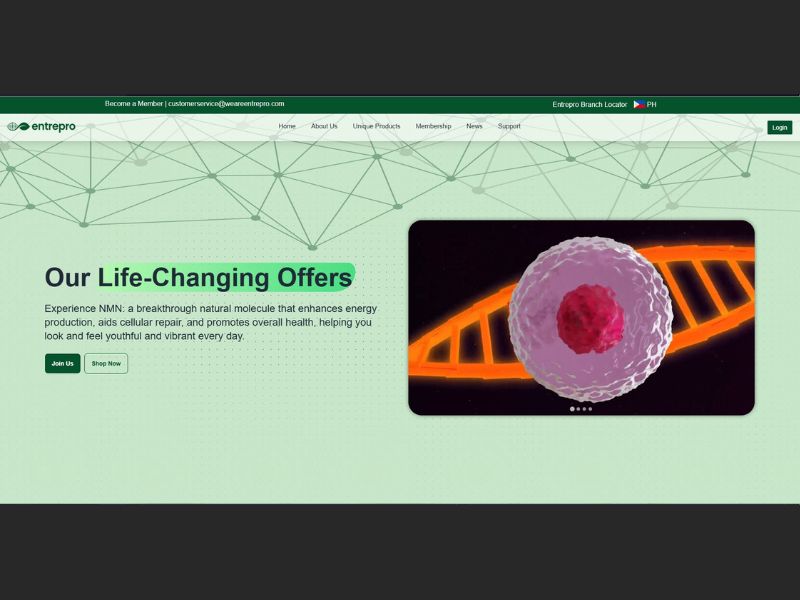 Become a Member | customerservice@weareentrepro.com
Entrepro Branch Locator PH
entrepro
Home About Us Unique Products Membership News Support
Login
Our Life-Changing Offers
Experience NMN: a breakthrough natural molecule that enhances energy
production, aids cellular repair, and promotes overall health, helping you
look and feel youthful and vibrant every day.
Join Us Shop Now